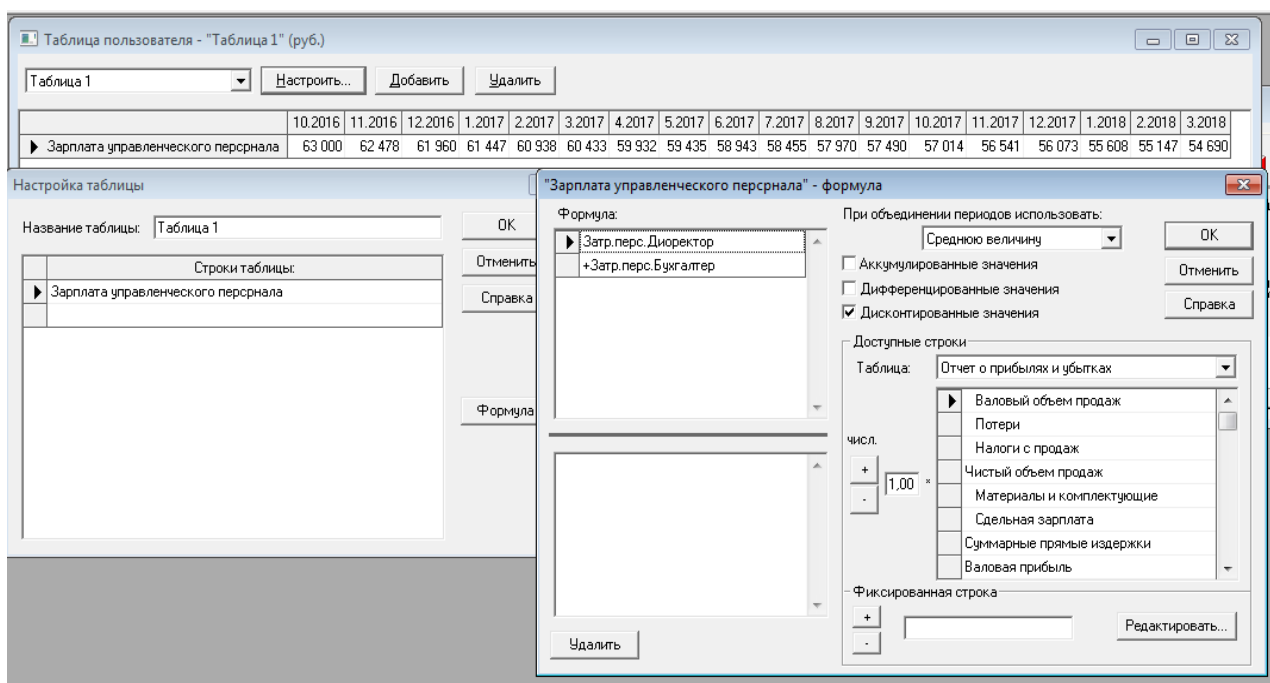 Таблица пользователя - "Таблица 1" (руб.)
Таблица 1 Настроить... Добавить Удалить
10.2016 11.2016 12.2016 1.2017 2.2017 3.2017 4.2017 5.2017 6.2017 7.2017 8.2017 9.2017 10.2017 11.2017 12.2017 1.2018 2.2018 3.2018
Зарплата управленческого персрнала 63 000 62 478 61 960 61 447 60 938 60 433 59 932 59 435 58 943 58 455 57 970 57 490 57 014 56 541 56 073 55 608 55 147 54 690
Настройка таблицы
Название таблицы: Таблица 1
OK
Отменить
Справка
Строки таблицы:
Зарплата управленческого персрнала
Формула
"Зарплата управленческого персрнала" - формула
Формула:
Затр.перс.Диоректор
+Затр.перс.Бухгалтер
Удалить
При объединении периодов использовать:
Среднюю величину
Аккумулированные значения
Дифференцированные значения
Дисконтированные значения
OK
Отменить
Справка
Доступные строки
Таблица: Отчет о прибылях и убытках
числ.
+
-
1,00 *
Валовый объем продаж
Потери
Налоги с продаж
Чистый объем продаж
Материалы и комплектующие
Сдельная зарплата
Суммарные прямые издержки
Валовая прибыль
Фиксированная строка
+
-
Редактировать...